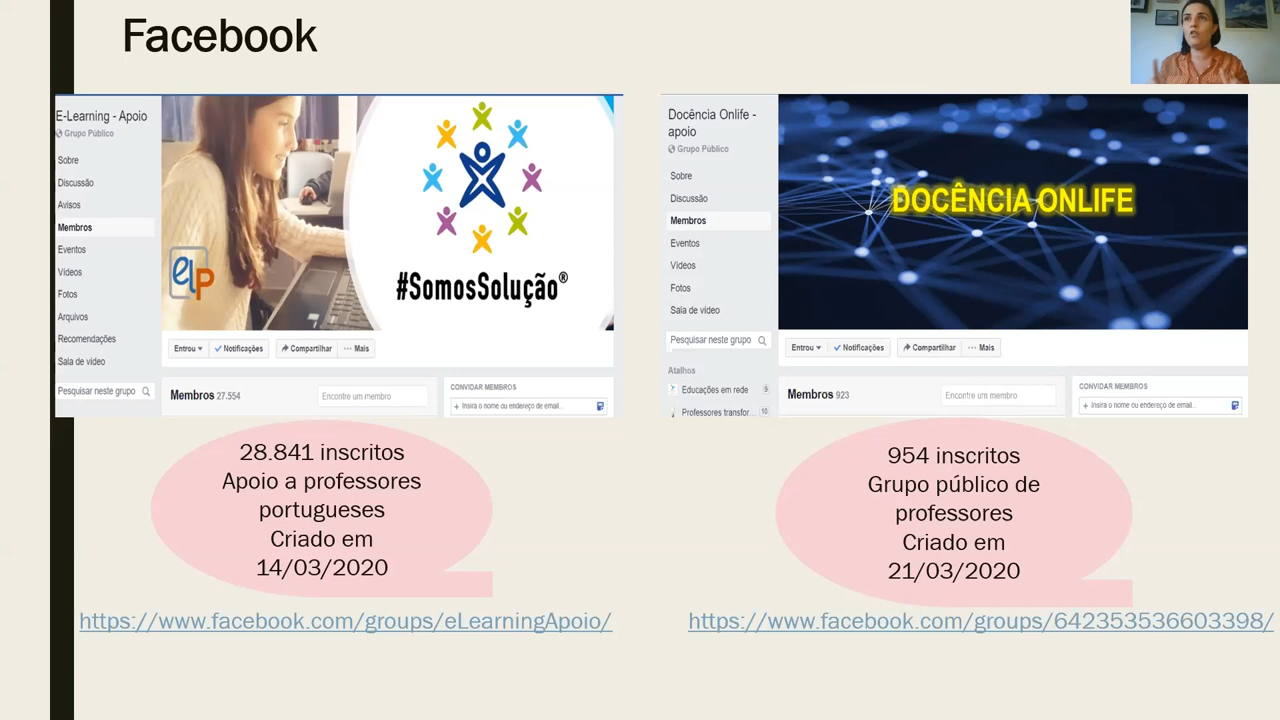 Facebook
E-Learning - Apoio
Grupo Público
Sobre
Discussão
Avisos
Membros
Eventos
Vídeos
Fotos
Arquivos
Recomendações
Sala de vídeo
Pesquisar neste grupo
elP
#SomosSolução®
Entrou Notificações Compartilhar ··· Mais
Membros 27.554
Encontre um membro
CONVIDAR MEMBROS
+ Insira o nome ou endereço de email...
28.841 inscritos
Apoio a professores
portugueses
Criado em
14/03/2020
https://www.facebook.com/groups/eLearningApoio/
Docência Onlife -
apoio
Grupo Público
Sobre
Discussão
Membros
Eventos
Vídeos
Fotos
Sala de vídeo
Pesquisar neste grupo
Atalhos
Educações em rede 9
Professores transfor... 10
DOCÊNCIA ONLIFE
Entrou Notificações Compartilhar ··· Mais
Membros 923
Encontre um membro
CONVIDAR MEMBROS
+ Insira o nome ou endereço de email...
954 inscritos
Grupo público de
professores
Criado em
21/03/2020
https://www.facebook.com/groups/642353536603398/